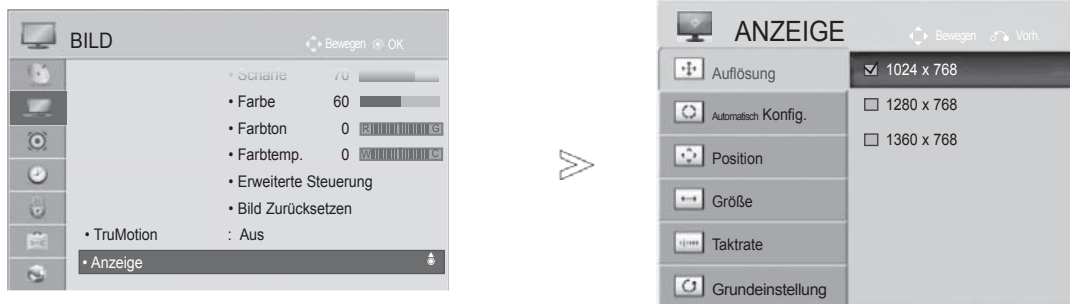 BILD
Bewegen OK
• Schärfe 70
• Farbe 60
• Farbton 0 R G
• Farbtemp. 0 W C
• Erweiterte Steuerung
• Bild Zurücksetzen
• TruMotion : Aus
• Anzeige
ANZEIGE
Bewegen Vorh.
Auflösung
Automatisch Konfig.
Position
Größe
Taktrate
Grundeinstellung
1024 x 768
1280 x 768
1360 x 768